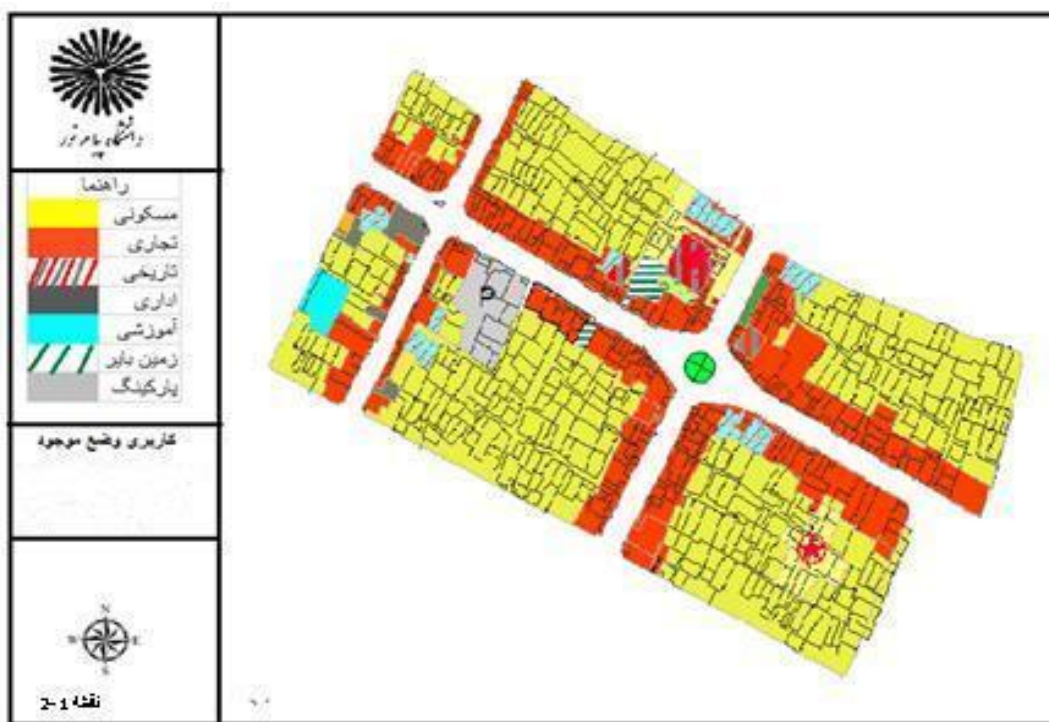 دانشگاه پیام نور
راهنما
مسکونی
تجاری
تاریخی
اداری
آموزشی
زمین بایر
پارکینگ
کاربری وضع موجود
N
W E
S
نقشه 1-2
P